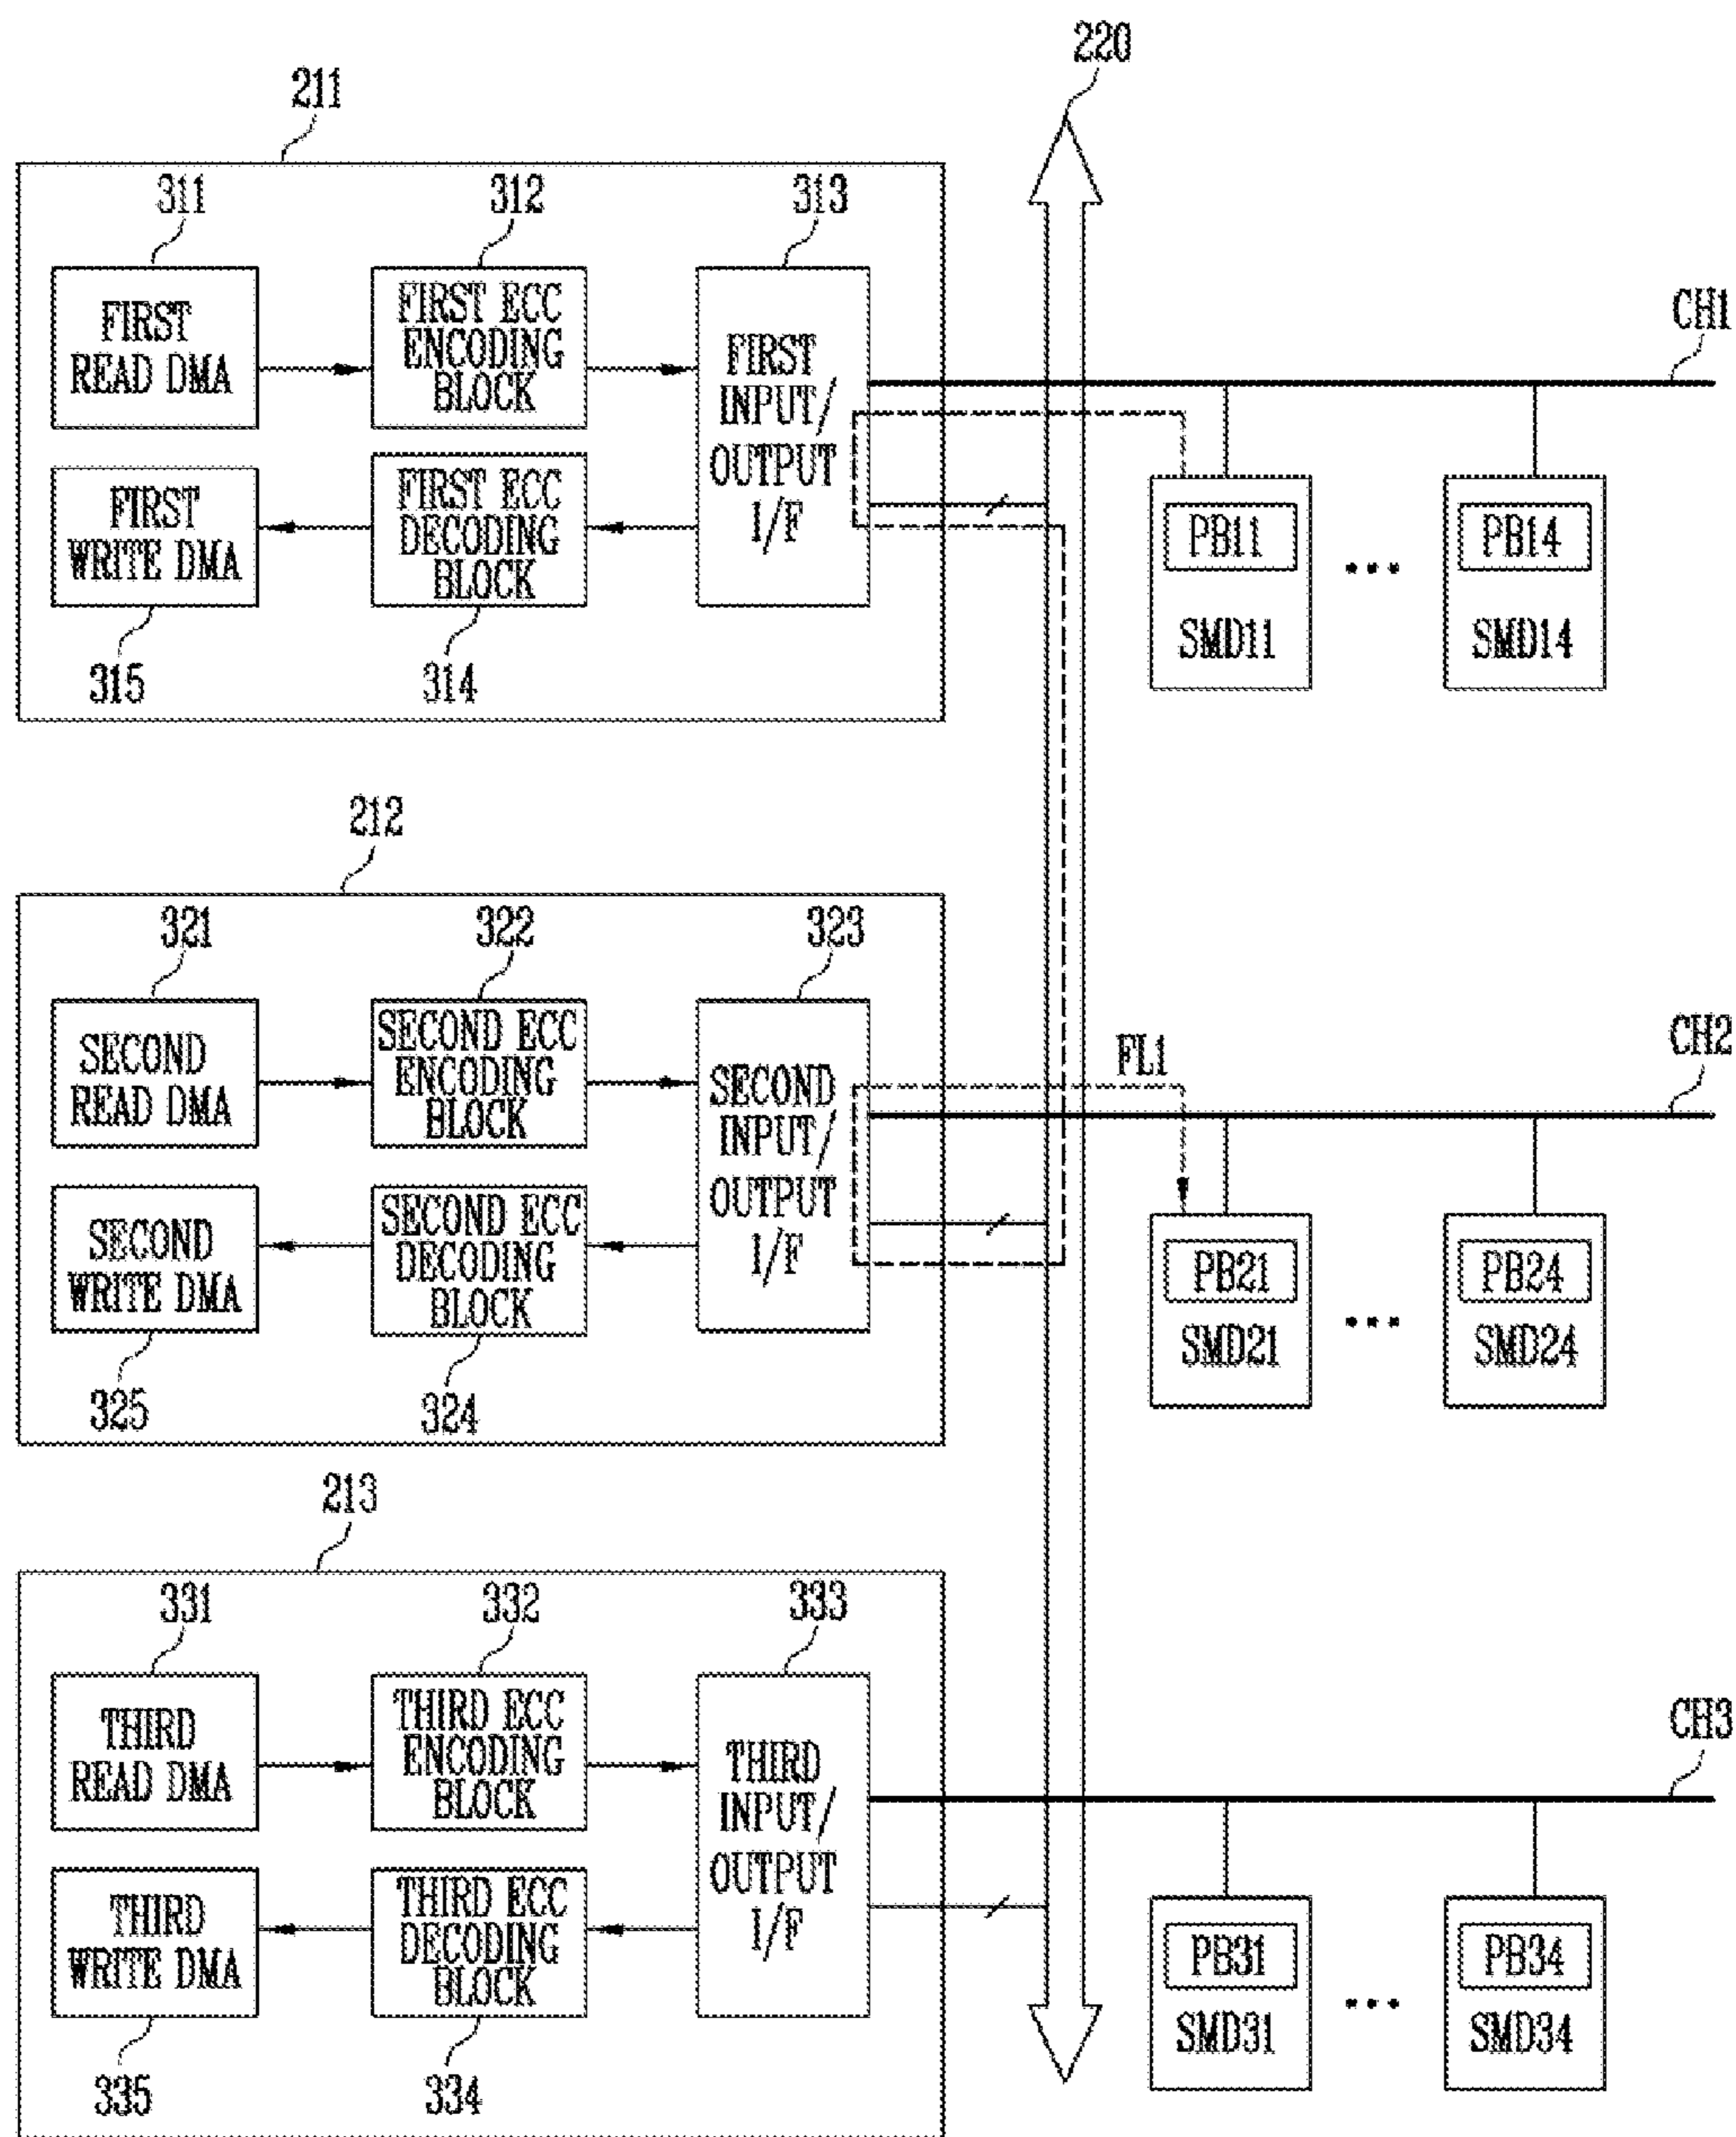 220
211
311
312
313
FIRST
READ DMA
FIRST ECC
ENCODING
BLOCK
FIRST
INPUT/
OUTPUT
I/F
CH1
FIRST
WRITE DMA
FIRST ECC
DECODING
BLOCK
PB11
SMD11
...
PB14
SMD14
315
314
212
321
322
323
SECOND
READ DMA
SECOND ECC
ENCODING
BLOCK
SECOND
INPUT/
OUTPUT
I/F
FL1
CH2
SECOND
WRITE DMA
SECOND ECC
DECODING
BLOCK
PB21
SMD21
...
PB24
SMD24
325
324
213
331
332
333
THIRD
READ DMA
THIRD ECC
ENCODING
BLOCK
THIRD
INPUT/
OUTPUT
I/F
CH3
THIRD
WRITE DMA
THIRD ECC
DECODING
BLOCK
PB31
SMD31
...
PB34
SMD34
335
334